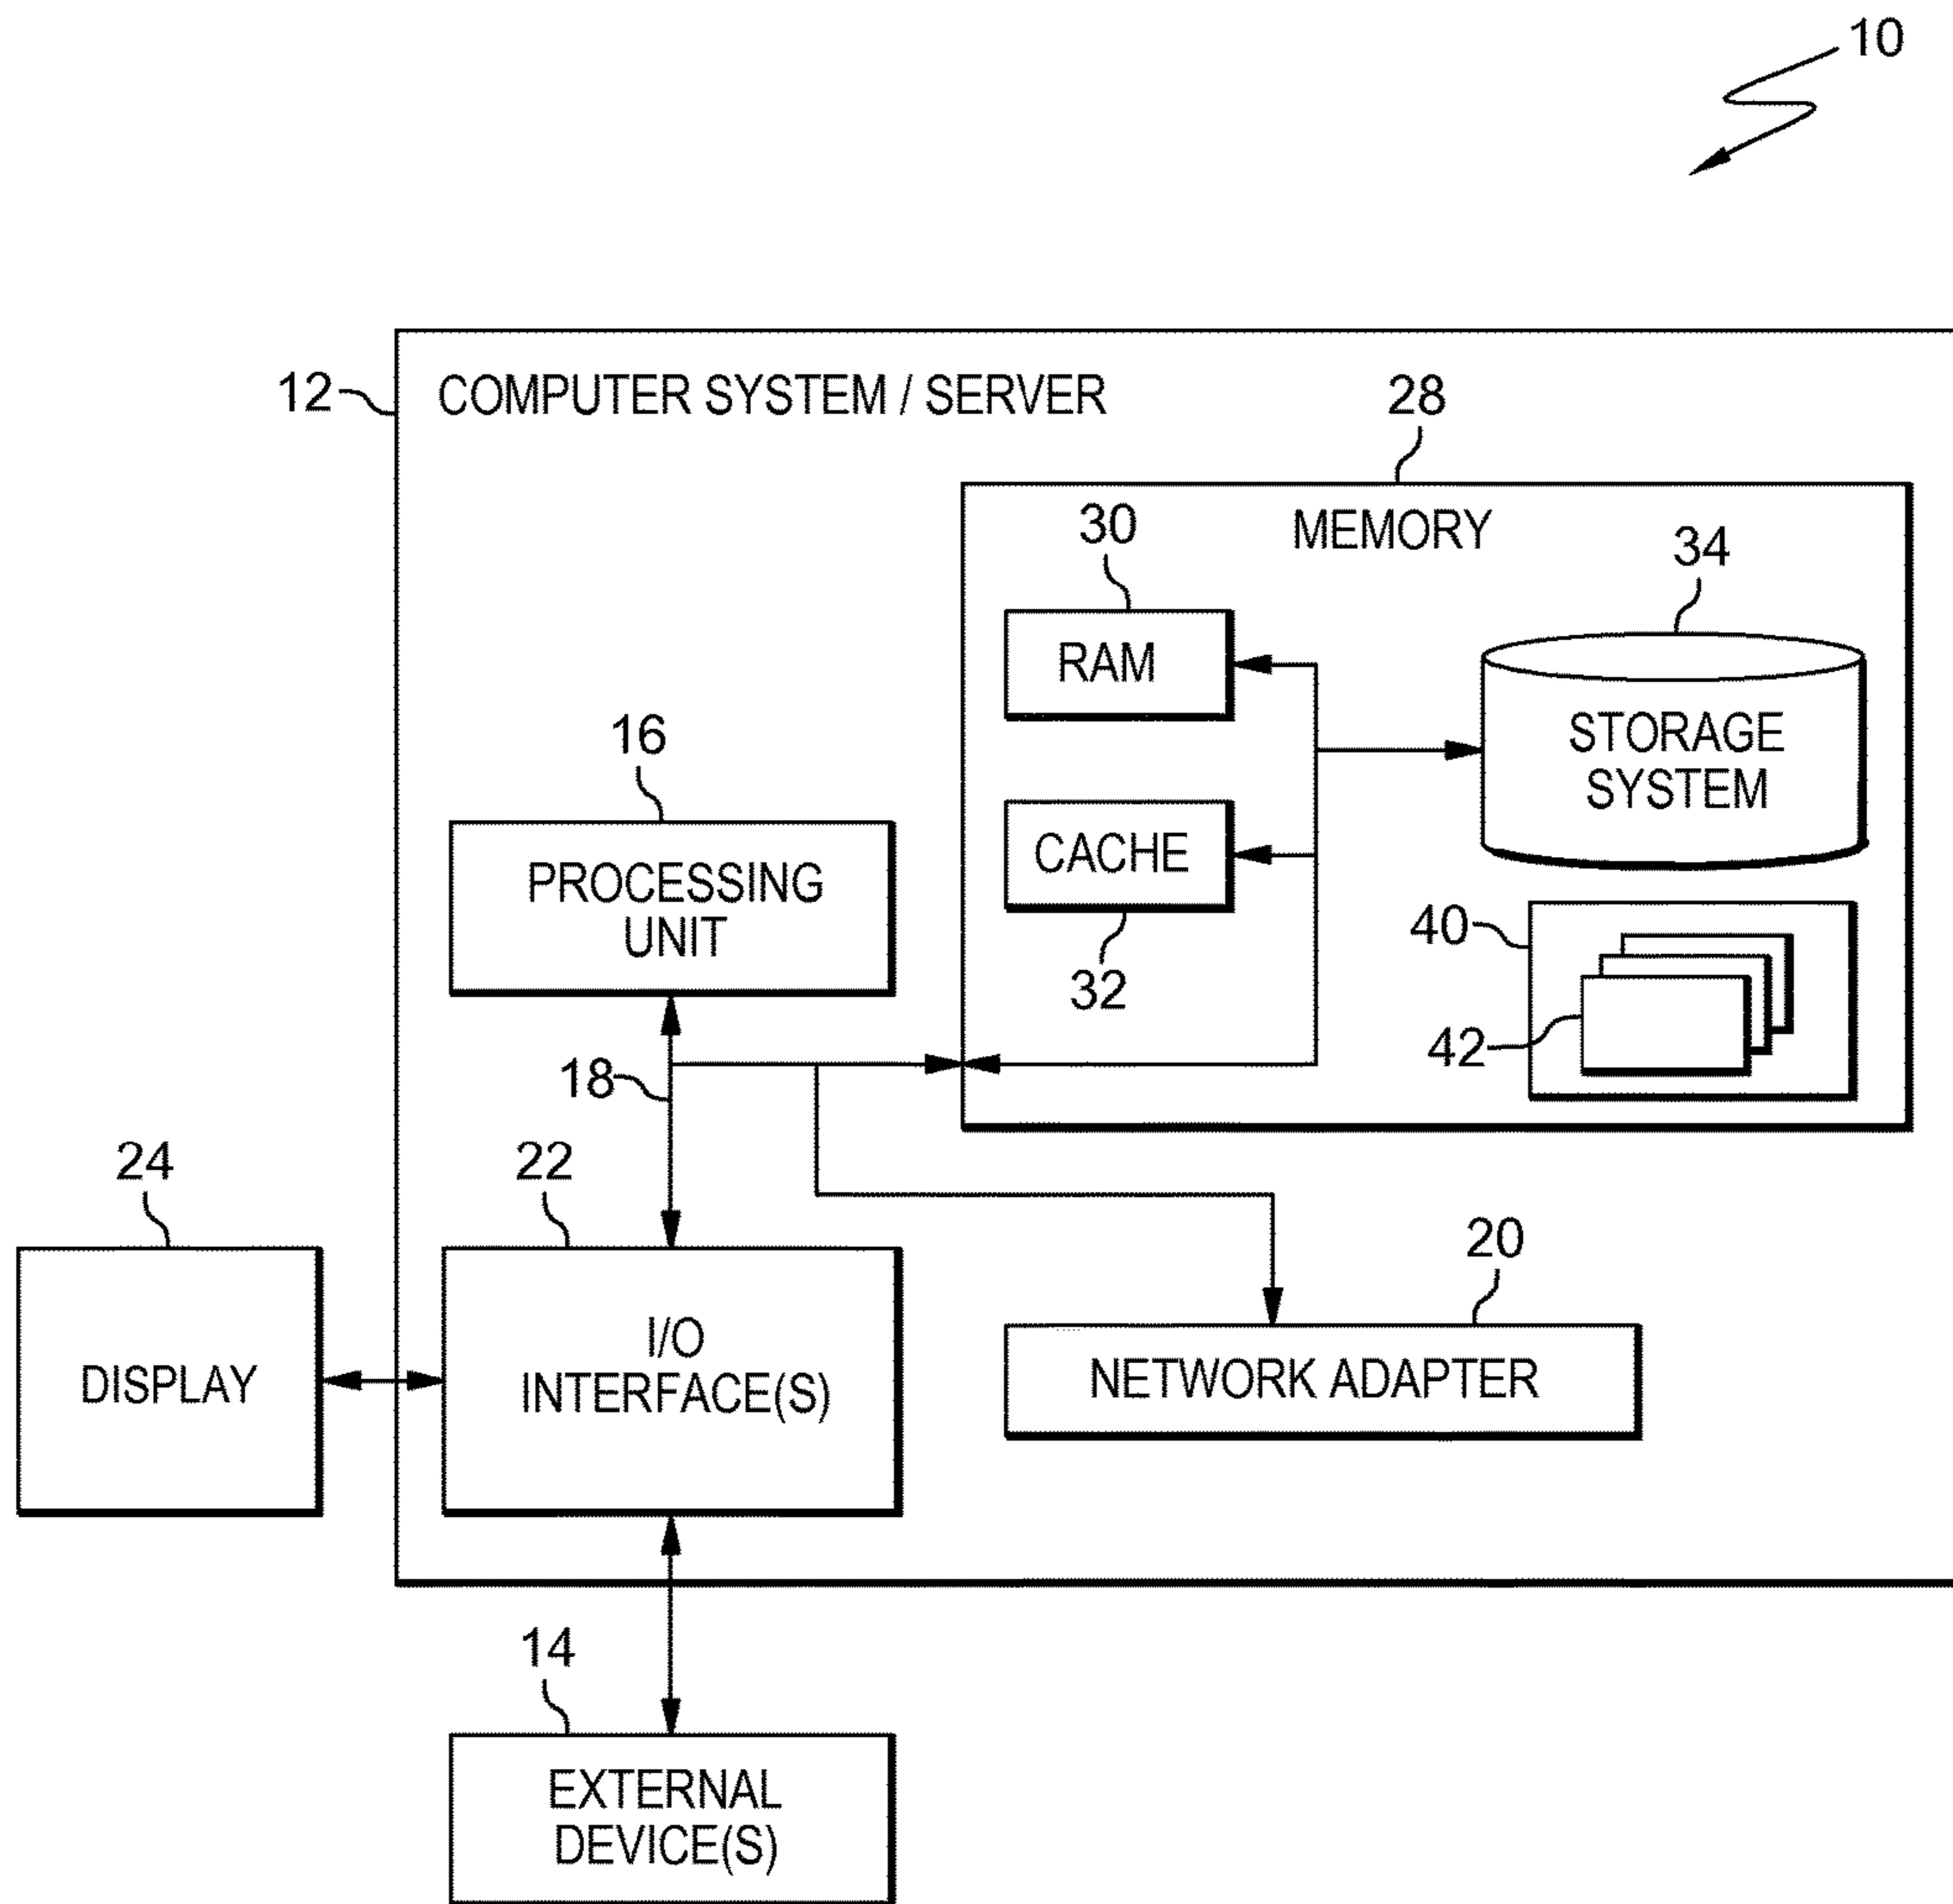 10
12
COMPUTER SYSTEM / SERVER
28
MEMORY
30
RAM
34
STORAGE
SYSTEM
16
PROCESSING
UNIT
CACHE
32
40
42
18
24
DISPLAY
22
I/O
INTERFACE(S)
20
NETWORK ADAPTER
14
EXTERNAL
DEVICE(S)